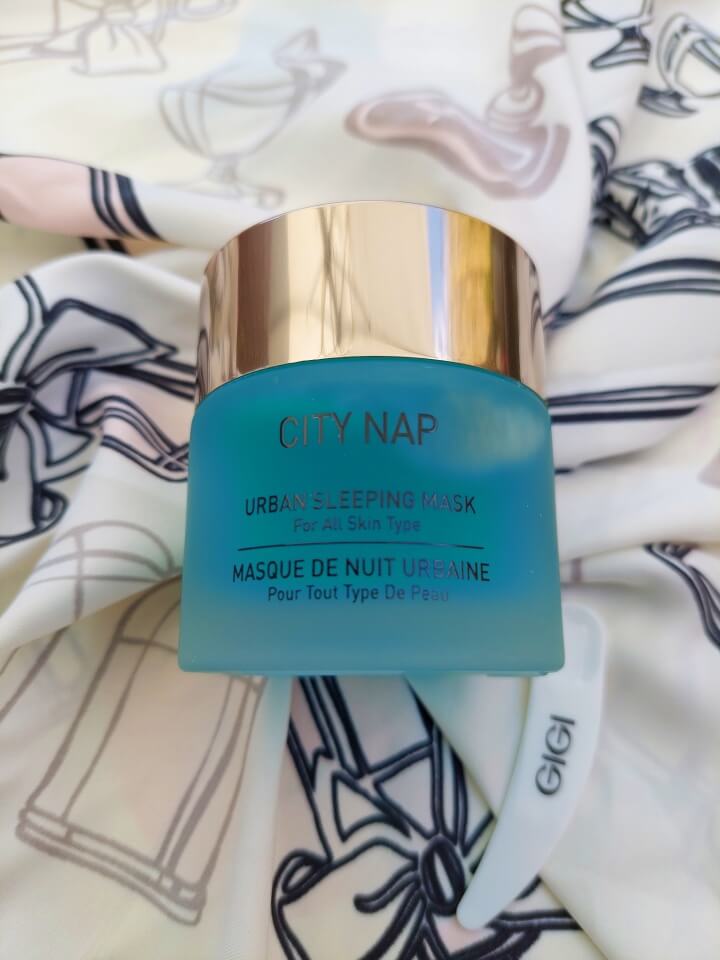 CITY NAP
URBAN SLEEPING MASK
For All Skin Type
MASQUE DE NUIT URBAINE
Pour Tout Type De Peau
GIGI